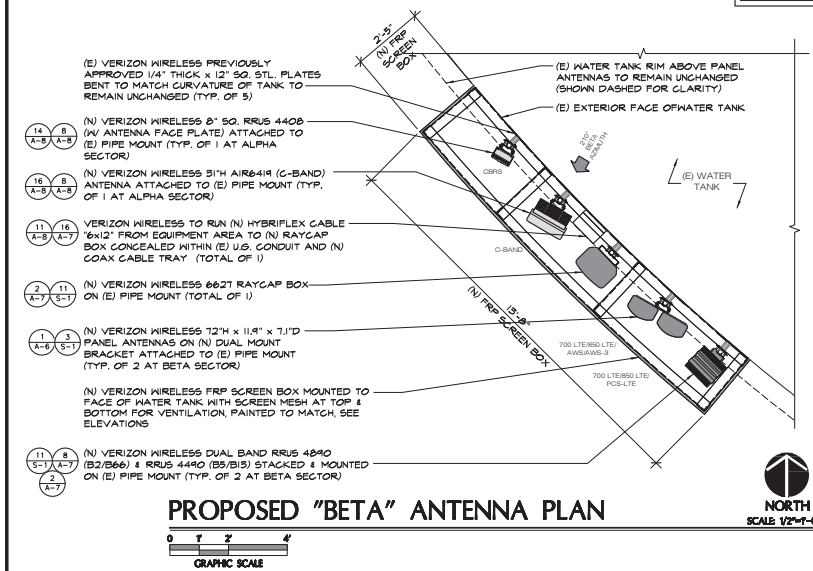 2'-5"
(N) FRP
SCREEN
BOX
(E) VERIZON WIRELESS PREVIOUSLY
APPROVED 1/4" THICK x 12" SQ. STL. PLATES
BENT TO MATCH CURVATURE OF TANK TO
REMAIN UNCHANGED (TYP. OF 5)
(E) WATER TANK RIM ABOVE PANEL
ANTENNAS TO REMAIN UNCHANGED
(SHOWN DASHED FOR CLARITY)
(E) EXTERIOR FACE OFWATER TANK
14
A-8
8
A-8
(N) VERIZON WIRELESS 8" SQ. RRUS 4408
(W/ ANTENNA FACE PLATE) ATTACHED TO
(E) PIPE MOUNT (TYP. OF 1 AT ALPHA
SECTOR)
210°
BETA
AZIMUTH
CBRS
(E) WATER
TANK
16
A-8
8
A-8
(N) VERIZON WIRELESS 31"H AIR6419 (C-BAND)
ANTENNA ATTACHED TO (E) PIPE MOUNT (TYP.
OF 1 AT ALPHA SECTOR)
11
A-8
16
A-7
VERIZON WIRELESS TO RUN (N) HYBRIFLEX CABLE
"6x12" FROM EQUIPMENT AREA TO (N) RAYCAP
BOX CONCEALED WITHIN (E) U.G. CONDUIT AND (N)
COAX CABLE TRAY (TOTAL OF 1)
C-BAND
2
A-7
11
S-1
(N) VERIZON WIRELESS 6627 RAYCAP BOX
ON (E) PIPE MOUNT (TOTAL OF 1)
13'-8"
(N) FRP SCREEN BOX
1
A-6
3
S-1
(N) VERIZON WIRELESS 72"H x 11.9" x 7.1"D
PANEL ANTENNAS ON (N) DUAL MOUNT
BRACKET ATTACHED TO (E) PIPE MOUNT
(TYP. OF 2 AT BETA SECTOR)
700 LTE/850 LTE/
AWS/AWS-3
700 LTE/850 LTE/
PCS-LTE
(N) VERIZON WIRELESS FRP SCREEN BOX MOUNTED TO
FACE OF WATER TANK WITH SCREEN MESH AT TOP &
BOTTOM FOR VENTILATION, PAINTED TO MATCH, SEE
ELEVATIONS
11
S-1
8
A-7
2
A-7
(N) VERIZON WIRELESS DUAL BAND RRUS 4890
(B2/B66) & RRUS 4490 (B5/B13) STACKED & MOUNTED
ON (E) PIPE MOUNT (TYP. OF 2 AT BETA SECTOR)
PROPOSED "BETA" ANTENNA PLAN
NORTH
SCALE: 1/2"=1'-0
0 1' 2' 4'
GRAPHIC SCALE